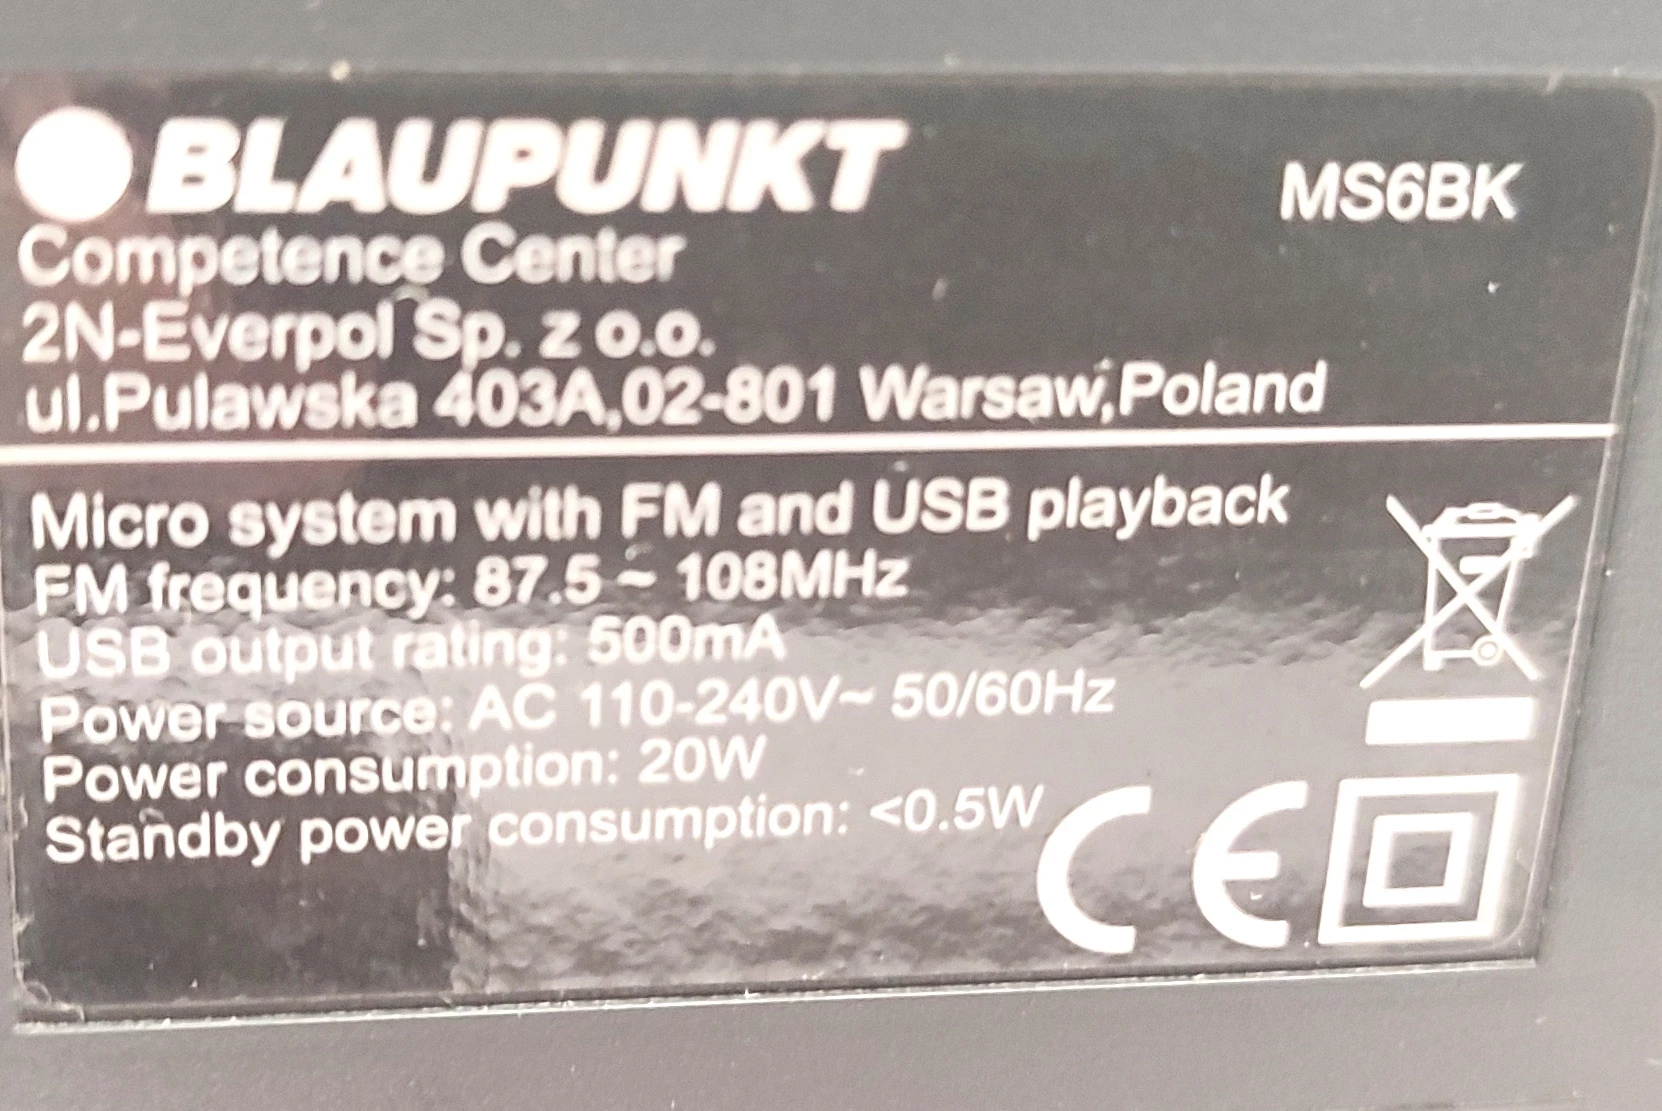 BLAUPUNKT
MS6BK
Competence Center
2N-Everpol Sp. z o.o.
ul.Pulawska 403A,02-801 Warsaw,Poland
Micro system with FM and USB playback
FM frequency: 87.5 ~ 108MHz
USB output rating: 500mA
Power source: AC 110-240V~ 50/60Hz
Power consumption: 20W
Standby power consumption: <0.5W
CE